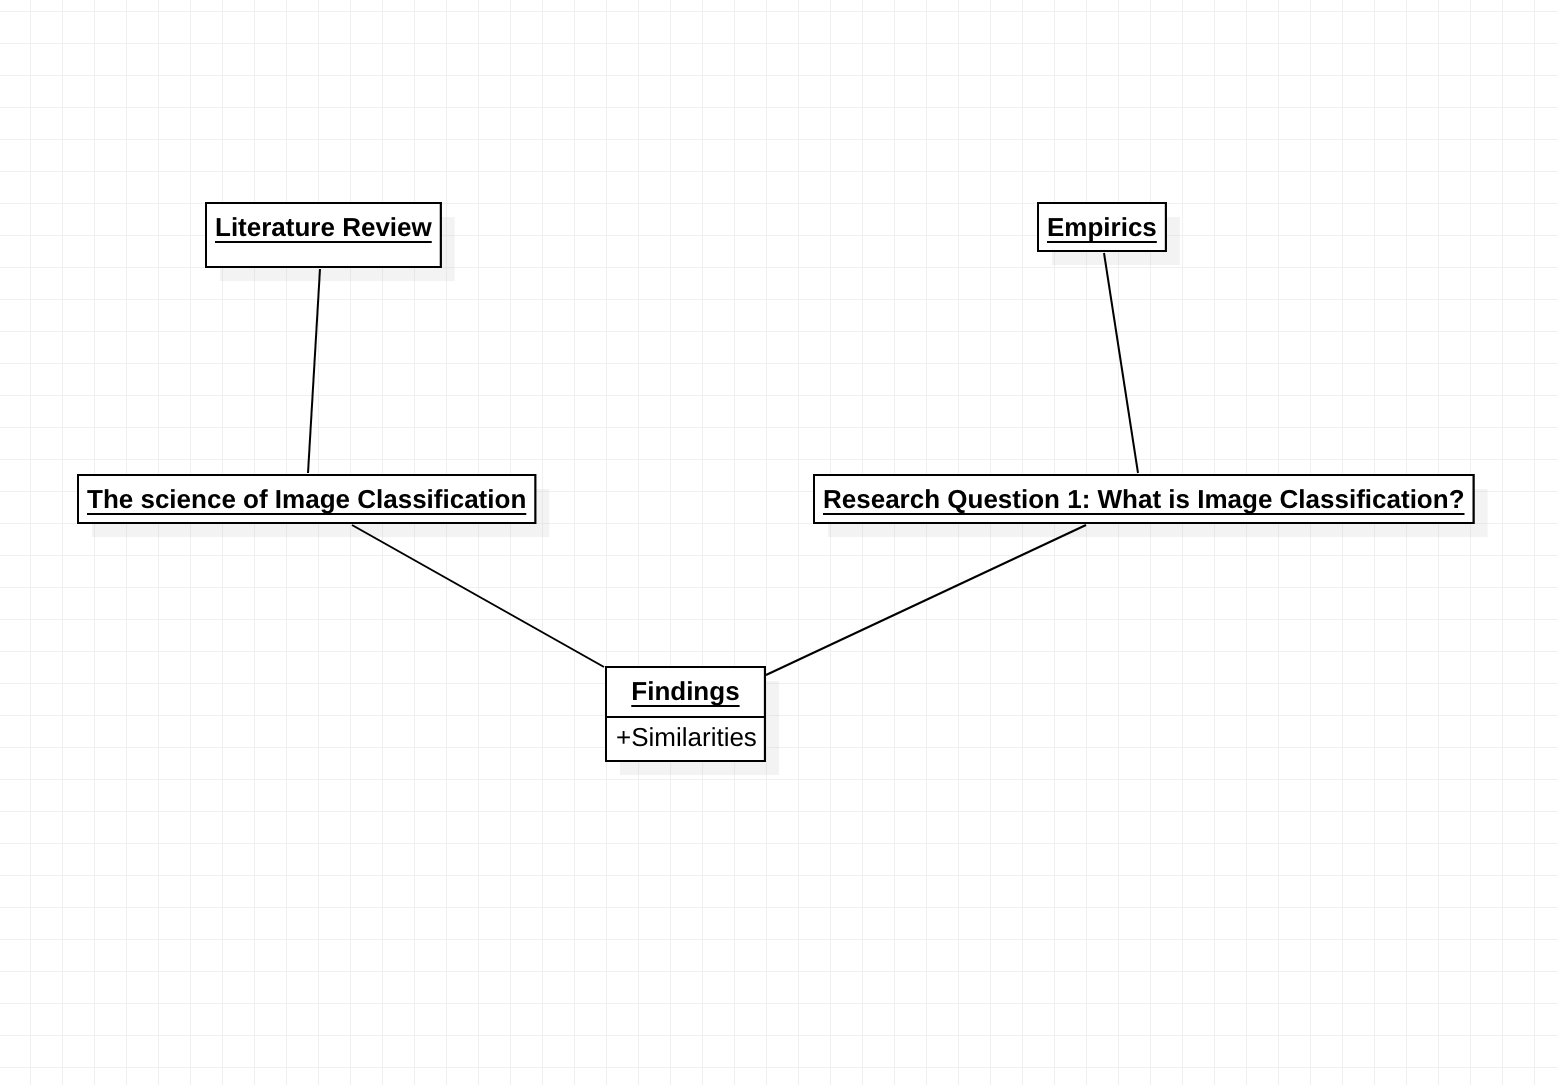 Literature Review
Empirics
The science of Image Classification
Research Question 1: What is Image Classification?
Findings
+Similarities